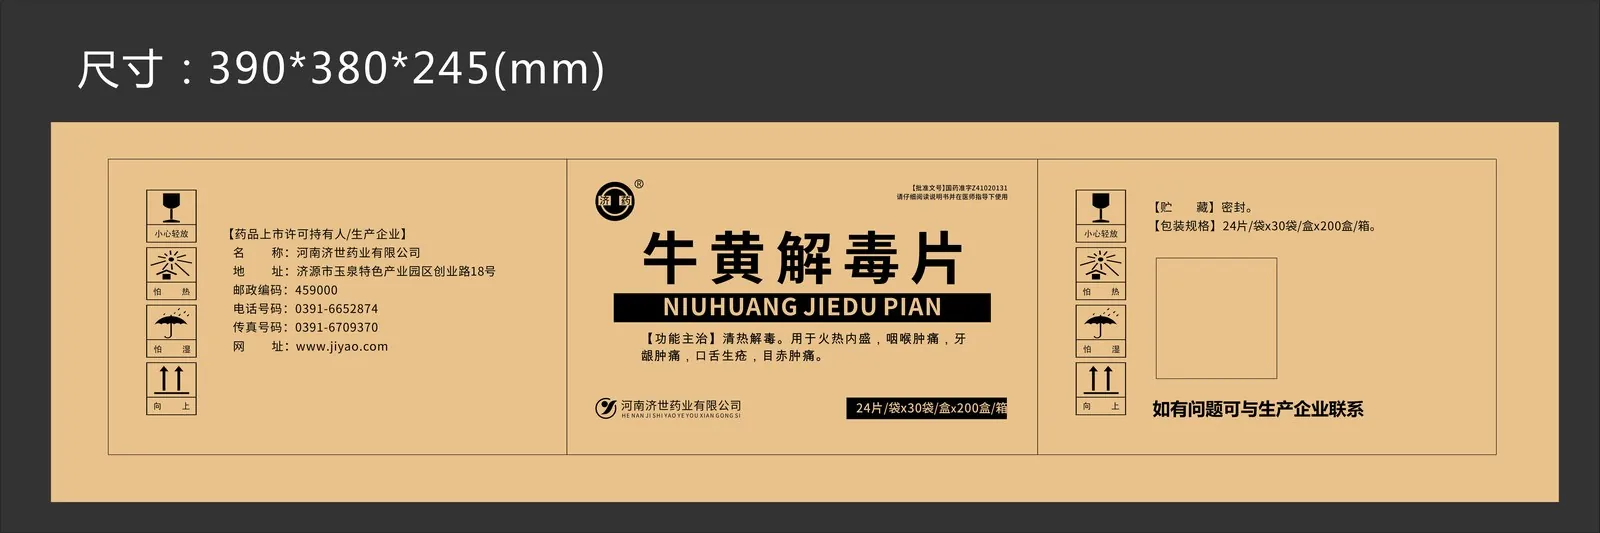 尺寸：390*380*245(mm)
小心轻放
怕 热
怕 湿
向 上
【药品上市许可持有人/生产企业】
名 称：河南济世药业有限公司
地 址：济源市玉泉特色产业园区创业路18号
邮政编码：459000
电话号码：0391-6652874
传真号码：0391-6709370
网 址：www.jiyao.com
济 药 ®
【批准文号】国药准字Z41020131
请仔细阅读说明书并在医师指导下使用
牛黄解毒片
NIUHUANG JIEDU PIAN
【功能主治】清热解毒。用于火热内盛，咽喉肿痛，牙
龈肿痛，口舌生疮，目赤肿痛。
河南济世药业有限公司
HE NAN JI SHI YAO YE YOU XIAN GONG SI
24片/袋x30袋/盒x200盒/箱
小心轻放
怕 热
怕 湿
向 上
【贮 藏】密封。
【包装规格】24片/袋x30袋/盒x200盒/箱。
如有问题可与生产企业联系